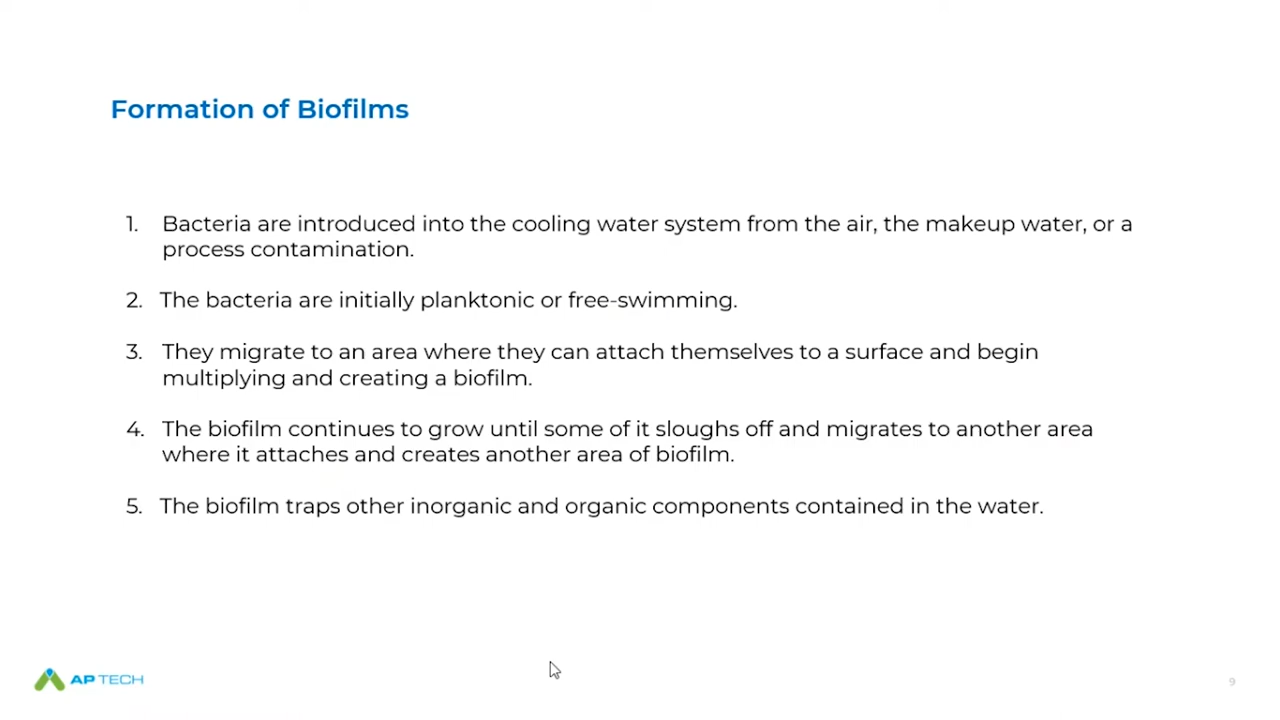 Formation of Biofilms
1. Bacteria are introduced into the cooling water system from the air, the makeup water, or a
process contamination.
2. The bacteria are initially planktonic or free-swimming.
3. They migrate to an area where they can attach themselves to a surface and begin
multiplying and creating a biofilm.
4. The biofilm continues to grow until some of it sloughs off and migrates to another area
where it attaches and creates another area of biofilm.
5. The biofilm traps other inorganic and organic components contained in the water.
AP TECH
9